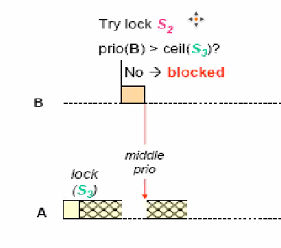 Try lock S2
prio(B) > ceil(S3)?
No → blocked
B
middle
prio
lock
(S3)
A